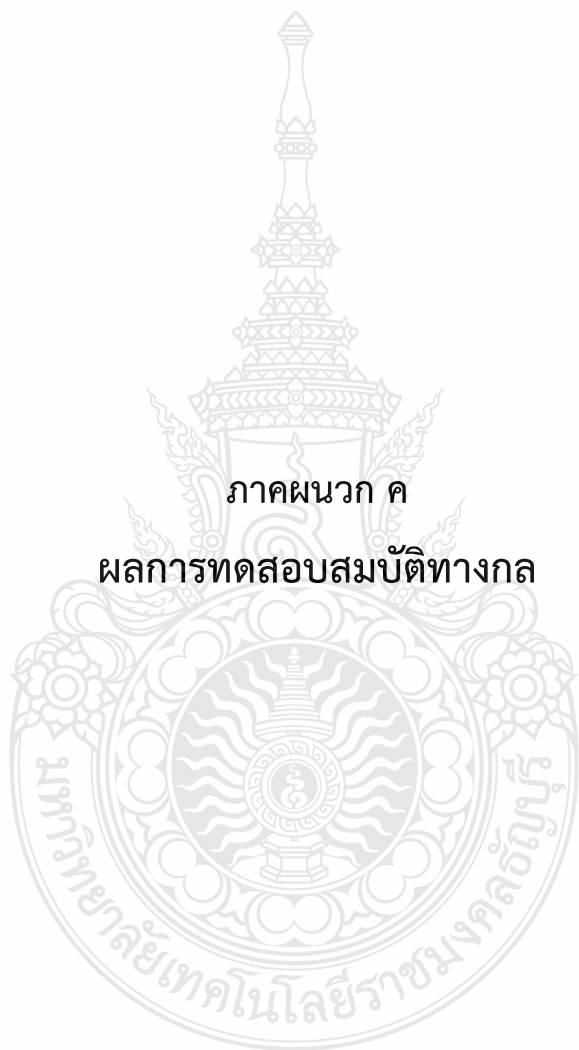 ภาคผนวก ค
ผลการทดสอบสมบัติทางกล
มหาวิทยาลัยเทคโนโลยีราชมงคลธัญบุรี